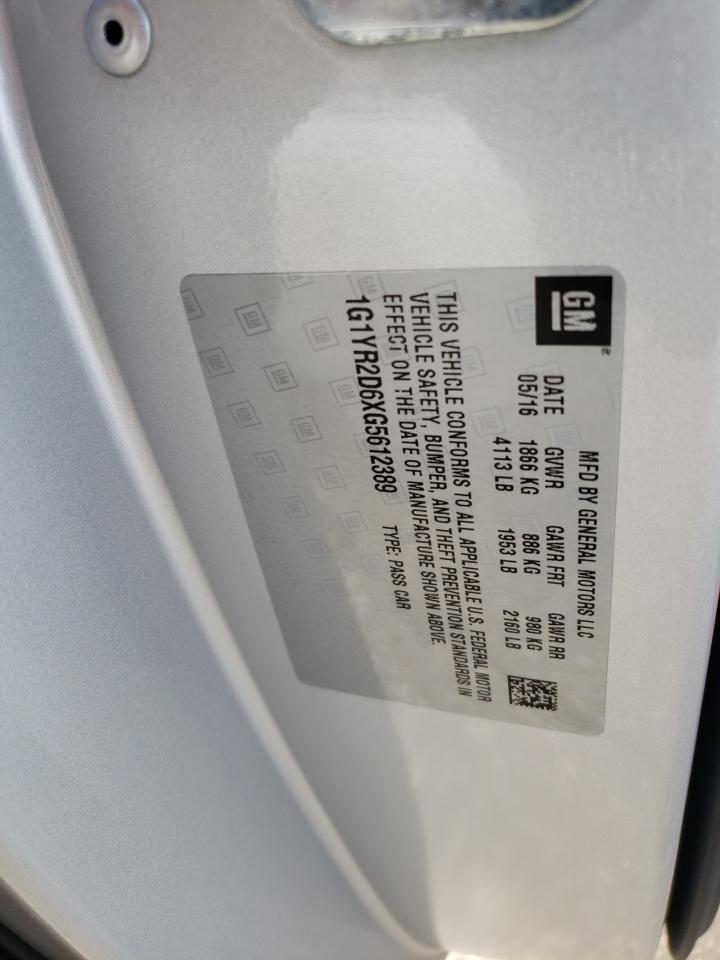 GM
MFD BY GENERAL MOTORS LLC
DATE GVWR GAWR FRT GAWR RR
05/16 1866 KG 886 KG 980 KG
4113 LB 1953 LB 2160 LB
THIS VEHICLE CONFORMS TO ALL APPLICABLE U.S. FEDERAL MOTOR
VEHICLE SAFETY, BUMPER, AND THEFT PREVENTION STANDARDS IN
EFFECT ON THE DATE OF MANUFACTURE SHOWN ABOVE.
1G1YR2D6XG5612389 TYPE: PASS CAR